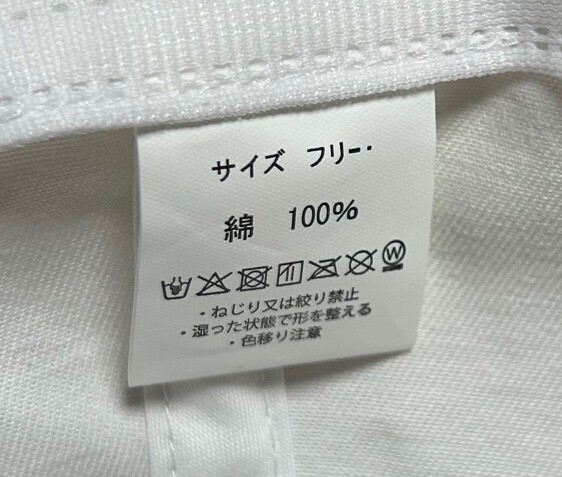 サイズ フリー・
綿 100%
W
・ねじり又は絞り禁止
・湿った状態で形を整える
・色移り注意